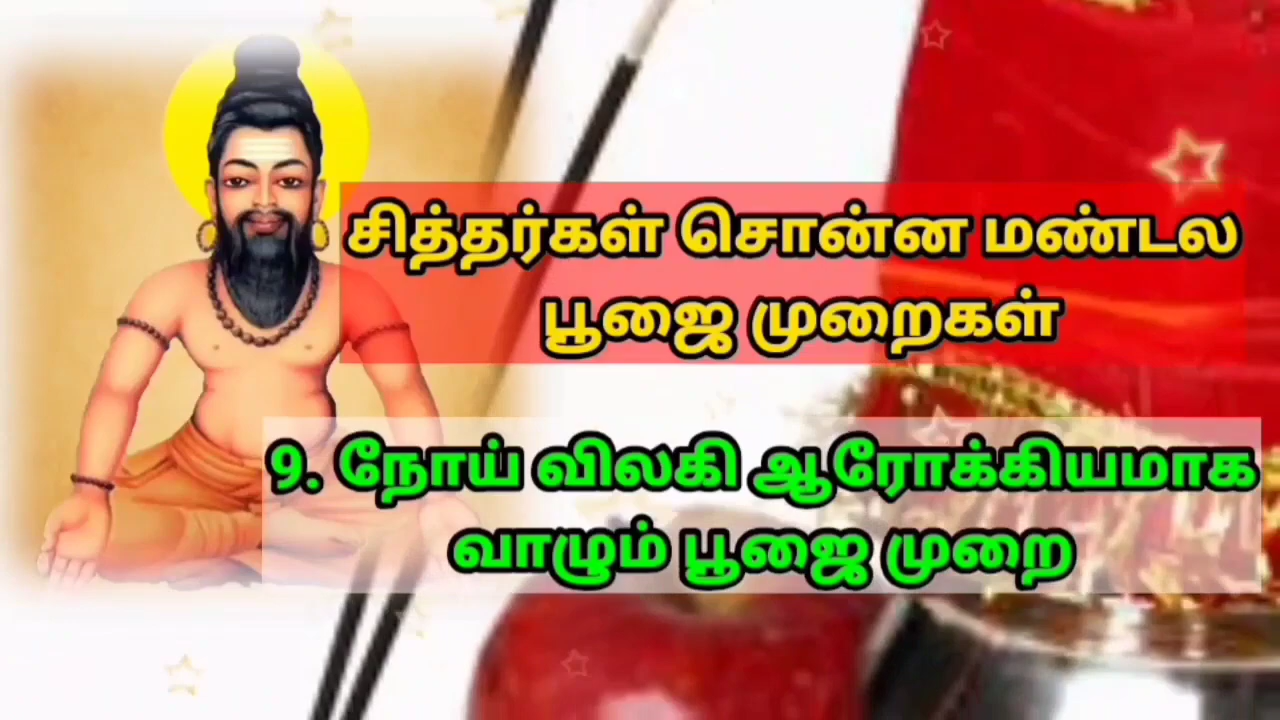 சித்தர்கள் சொன்ன மண்டல
பூஜை முறைகள்
9. நோய் விலகி ஆரோக்கியமாக
வாழும் பூஜை முறை